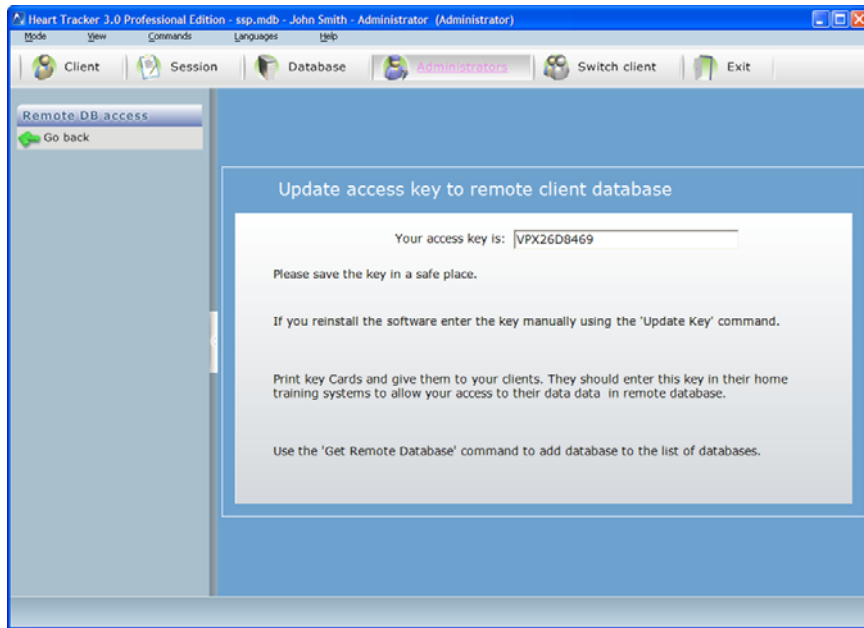 Heart Tracker 3.0 Professional Edition - ssp.mdb - John Smith - Administrator (Administrator)
Mode View Commands Languages Help
Client Session Database Administrators Switch client Exit
Remote DB access
Go back
Update access key to remote client database
Your access key is: VPX26D8469
Please save the key in a safe place.
If you reinstall the software enter the key manually using the 'Update Key' command.
Print key Cards and give them to your clients. They should enter this key in their home
training systems to allow your access to their data data in remote database.
Use the 'Get Remote Database' command to add database to the list of databases.